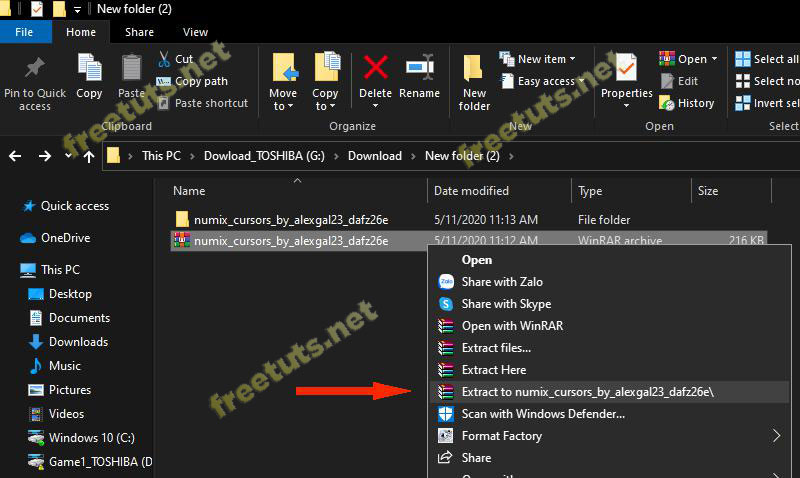 New folder (2)
File Home Share View
Pin to Quick access
Copy
Paste
Cut
Copy path
Paste shortcut
Clipboard
Move to
Copy to
Delete
Rename
Organize
New folder
New item
Easy access
New
Properties
Open
Edit
History
Open
Select all
Select no
Invert sel
Select
This PC > Dowload_TOSHIBA (G:) > Download > New folder (2) >
Name Date modified Type Size
numix_cursors_by_alexgal23_dafz26e 5/11/2020 11:13 AM File folder
numix_cursors_by_alexgal23_dafz26e 5/11/2020 11:12 AM WinRAR archive 216 KB
Quick access
OneDrive
This PC
Desktop
Documents
Downloads
Music
Pictures
Videos
Windows 10 (C:)
Game1_TOSHIBA (D
Open
Share with Zalo
Share with Skype
Open with WinRAR
Extract files...
Extract Here
Extract to numix_cursors_by_alexgal23_dafz26e\
Scan with Windows Defender...
Format Factory
Share
freetuts.net
freetuts.net
freetuts.net